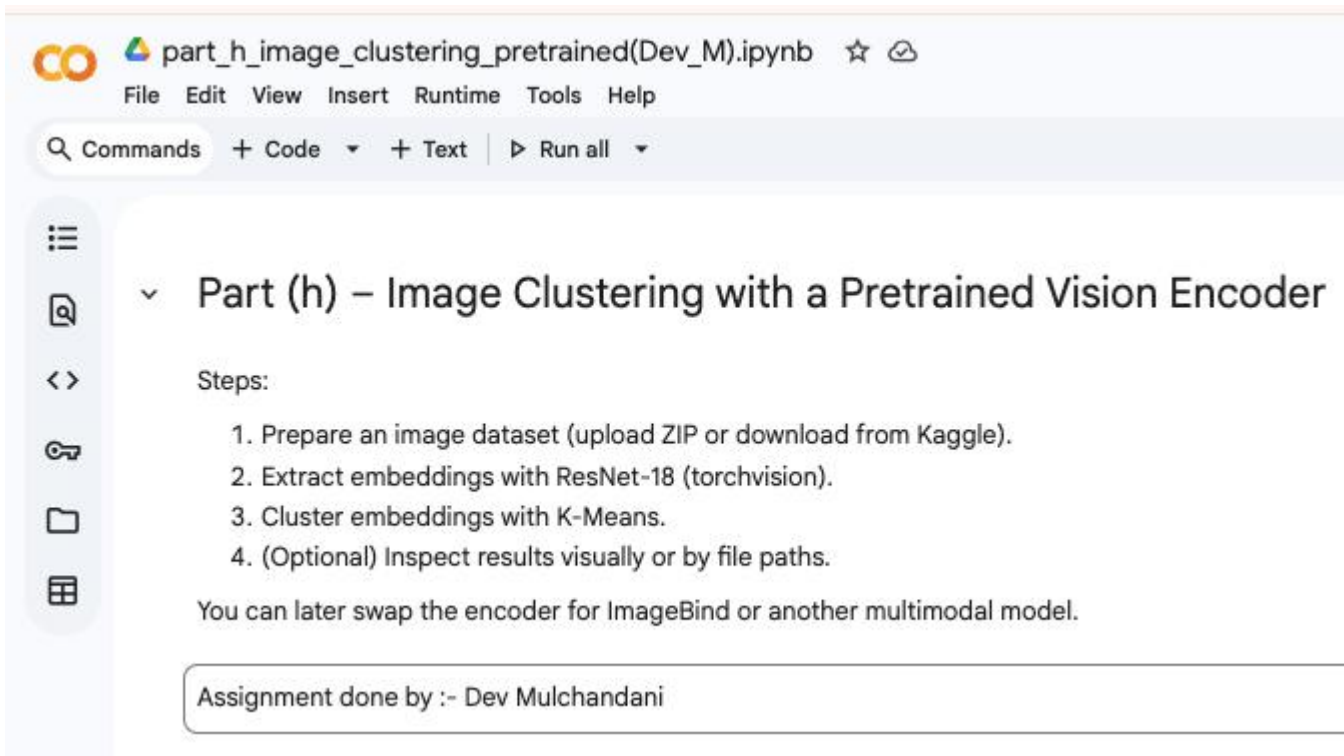 CO part_h_image_clustering_pretrained(Dev_M).ipynb
File Edit View Insert Runtime Tools Help
Commands + Code + Text Run all
Part (h) – Image Clustering with a Pretrained Vision Encoder
Steps:
1. Prepare an image dataset (upload ZIP or download from Kaggle).
2. Extract embeddings with ResNet-18 (torchvision).
3. Cluster embeddings with K-Means.
4. (Optional) Inspect results visually or by file paths.
You can later swap the encoder for ImageBind or another multimodal model.
Assignment done by :- Dev Mulchandani